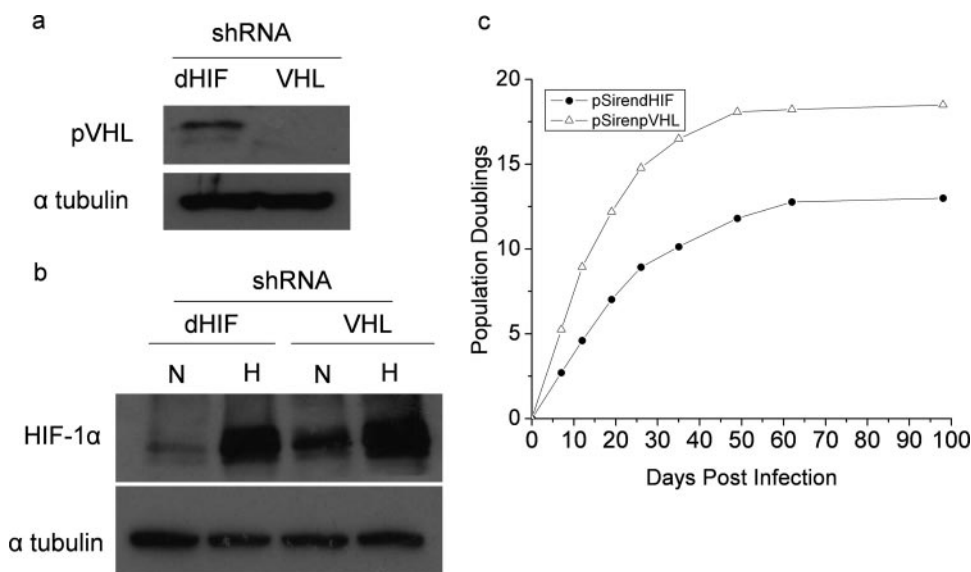 a
shRNA
dHIF VHL
pVHL
α tubulin
b
shRNA
dHIF VHL
N H N H
HIF-1α
α tubulin
c
20
15
10
5
0
Population Doublings
pSirendHIF
pSirenpVHL
0 10 20 30 40 50 60 70 80 90 100
Days Post Infection